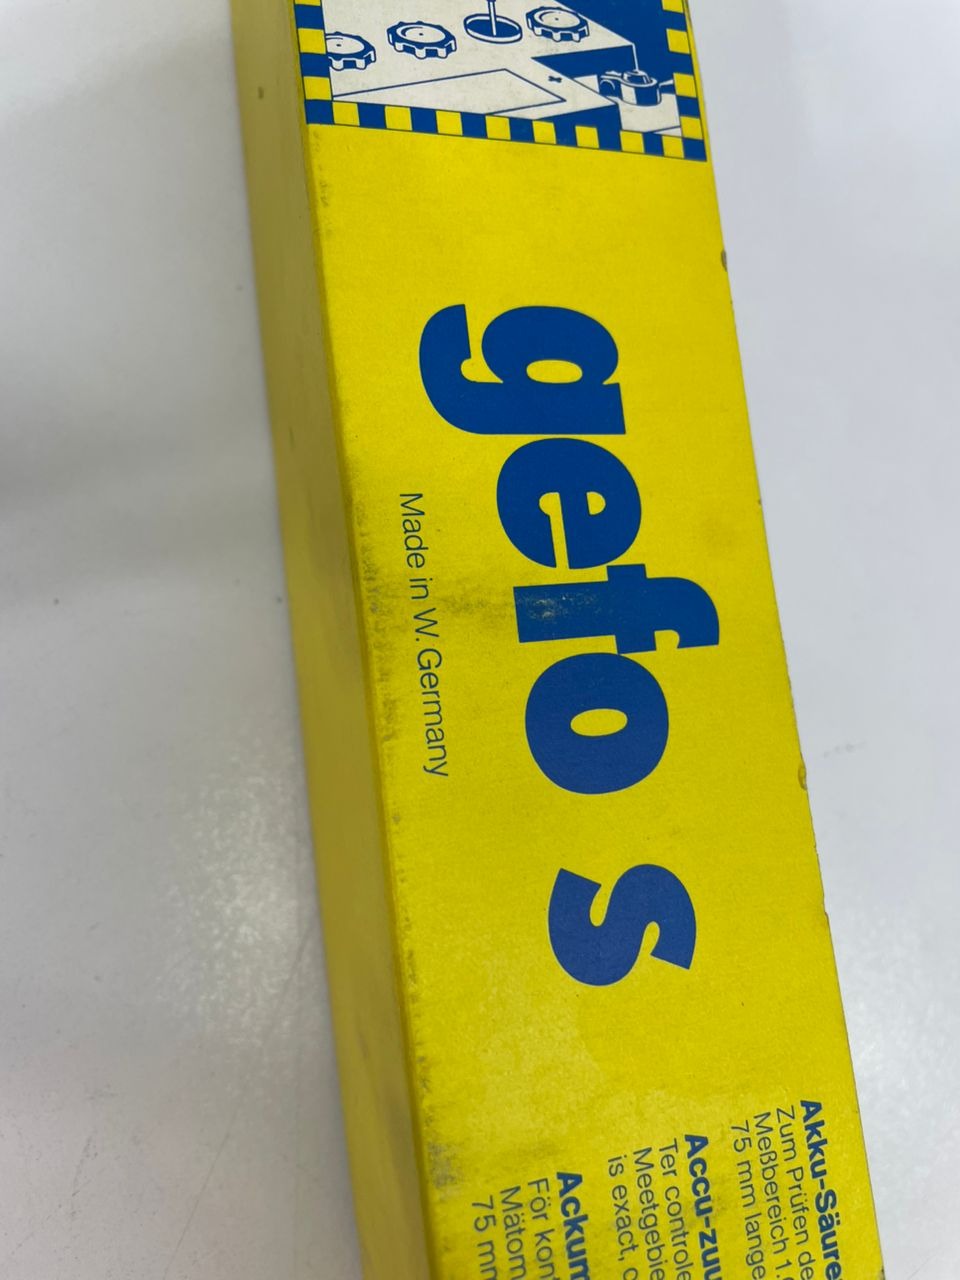 gefo s
Made in W. Germany
Akku-Säure
Zum Prüfen de
Meßbereich 1.
75 mm lange
Accu-zuu
Ter controle
Meetgebie
is exact,
Ackum
För kont
Mätom
75 mm